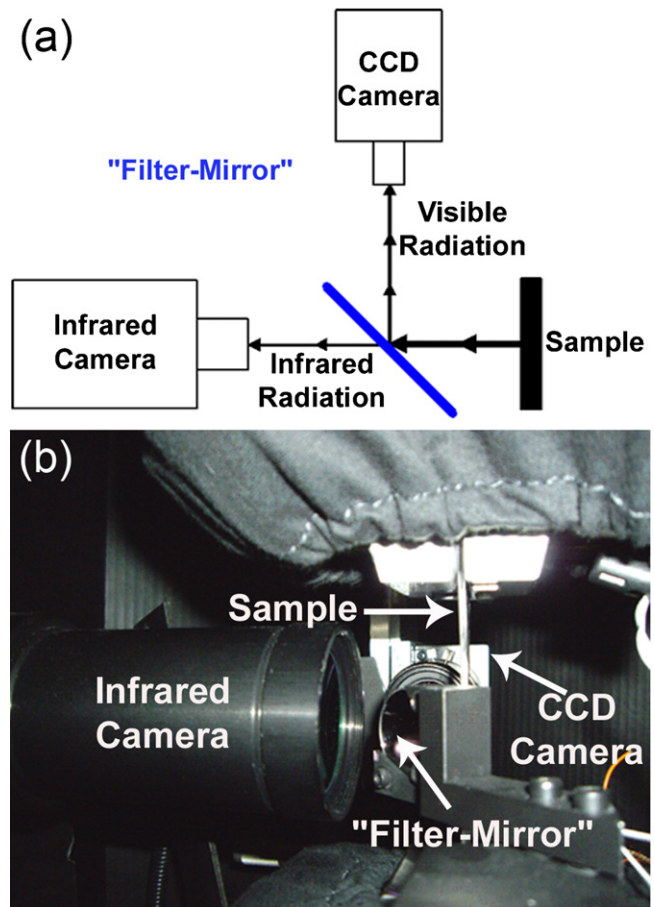 (a)
CCD
Camera
"Filter-Mirror"
Visible
Radiation
Infrared
Camera
Infrared
Radiation
Sample
(b)
Sample
Infrared
Camera
CCD
Camera
"Filter-Mirror"